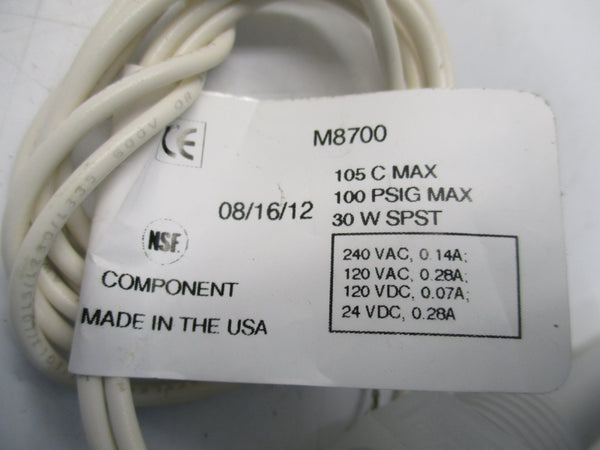 M8700
105 C MAX
100 PSIG MAX
08/16/12
30 W SPST
CE
NSF
COMPONENT
MADE IN THE USA
240 VAC, 0.14A;
120 VAC, 0.28A;
120 VDC, 0.07A;
24 VDC, 0.28A
600V